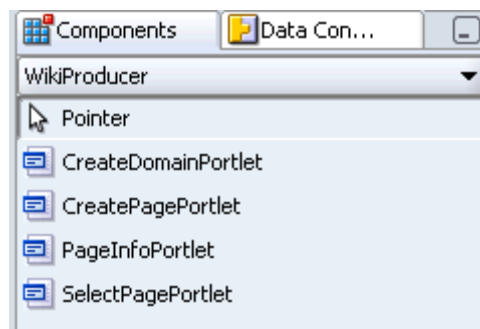 Components Data Con...
WikiProducer
Pointer
CreateDomainPortlet
CreatePagePortlet
PageInfoPortlet
SelectPagePortlet